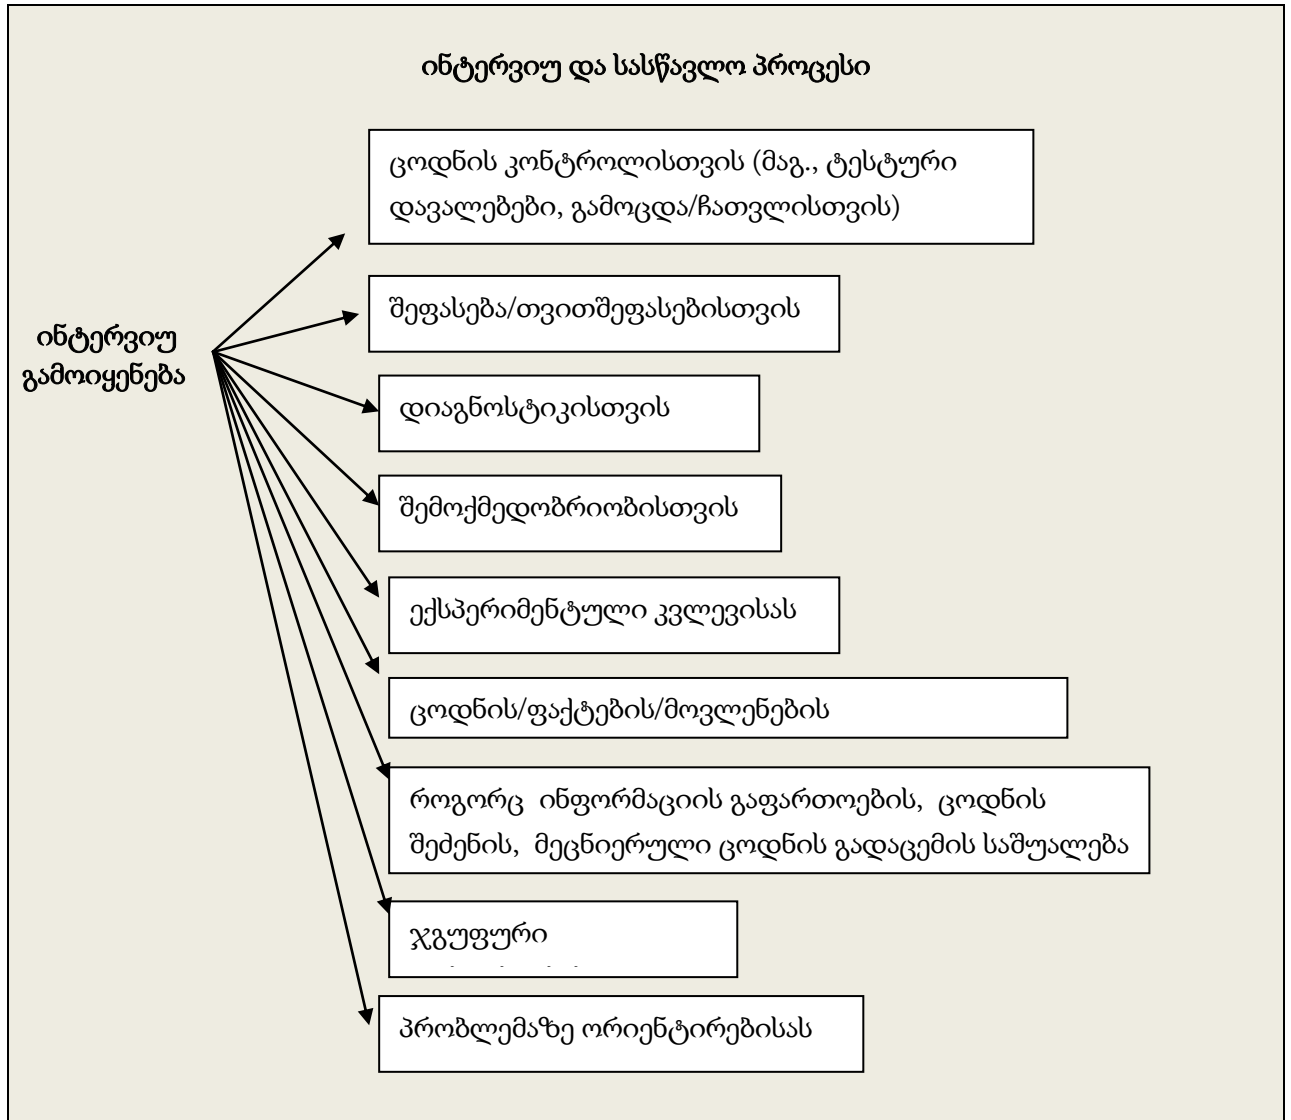 ინტერვიუ და სასწავლო პროცესი
ცოდნის კონტროლისთვის (მაგ., ტესტური
დავალებები, გამოცდა/ჩათვლისთვის)
შეფასება/თვითშეფასებისთვის
ინტერვიუ
გამოიყენება
დიაგნოსტიკისთვის
შემოქმედობრიობისთვის
ექსპერიმენტული კვლევისას
ცოდნის/ფაქტების/მოვლენების
როგორც ინფორმაციის გაფართოების, ცოდნის
შეძენის, მეცნიერული ცოდნის გადაცემის საშუალება
ჯგუფური
პრობლემაზე ორიენტირებისას